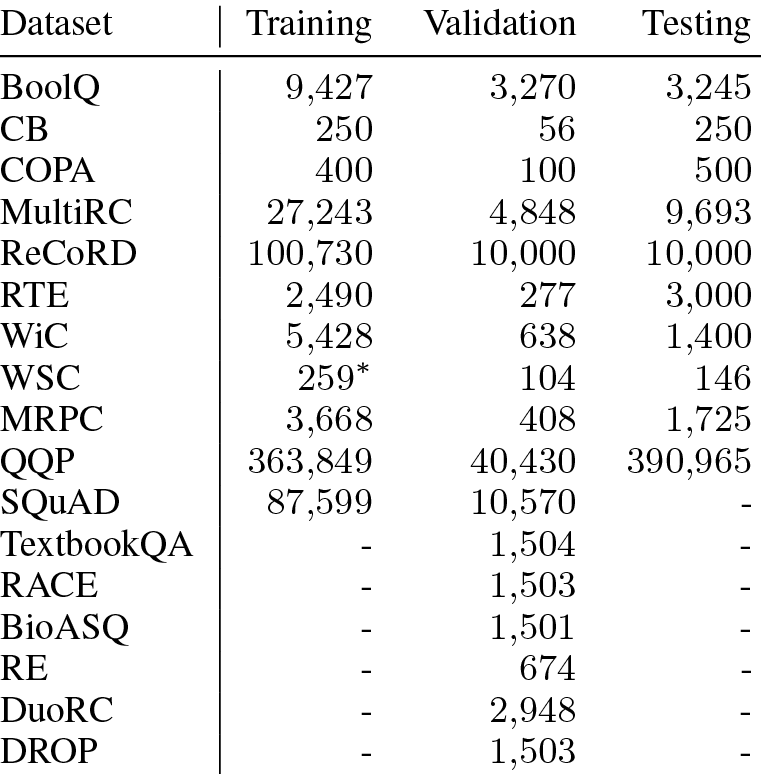 Dataset Training Validation Testing
BoolQ 9,427 3,270 3,245
CB 250 56 250
COPA 400 100 500
MultiRC 27,243 4,848 9,693
ReCoRD 100,730 10,000 10,000
RTE 2,490 277 3,000
WiC 5,428 638 1,400
WSC 259* 104 146
MRPC 3,668 408 1,725
QQP 363,849 40,430 390,965
SQuAD 87,599 10,570 -
TextbookQA - 1,504 -
RACE - 1,503 -
BioASQ - 1,501 -
RE - 674 -
DuoRC - 2,948 -
DROP - 1,503 -